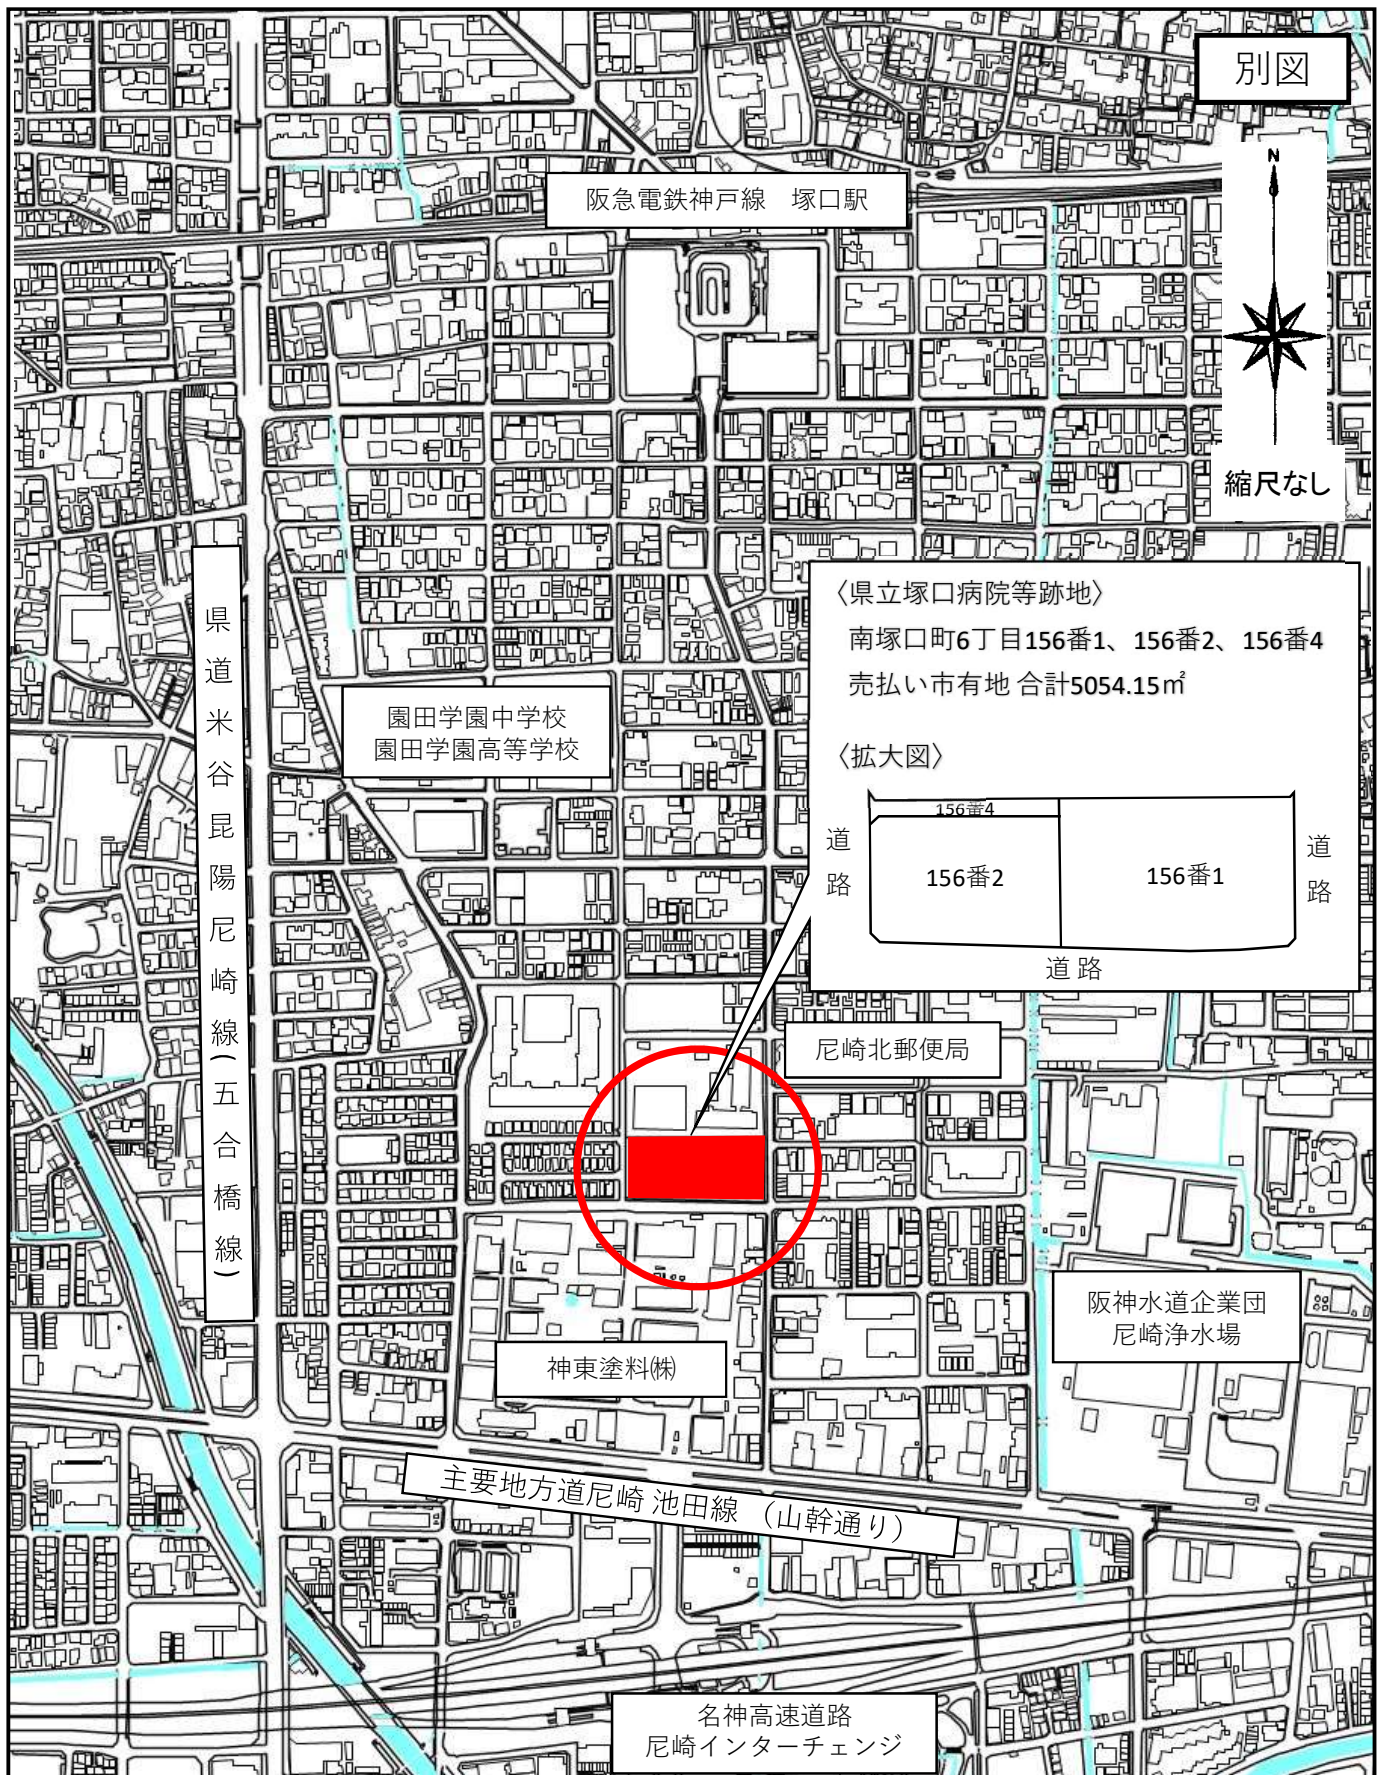 別図
N
縮尺なし
阪急電鉄神戸線　塚口駅
〈県立塚口病院等跡地〉
南塚口町6丁目156番1、156番2、156番4
売払い市有地 合計5054.15㎡
〈拡大図〉
156番4
道路
156番2
156番1
道路
道路
県道米谷昆陽尼崎線(五合橋線)
園田学園中学校
園田学園高等学校
尼崎北郵便局
阪神水道企業団
尼崎浄水場
神東塗料㈱
主要地方道尼崎池田線　（山幹通り）
名神高速道路
尼崎インターチェンジ